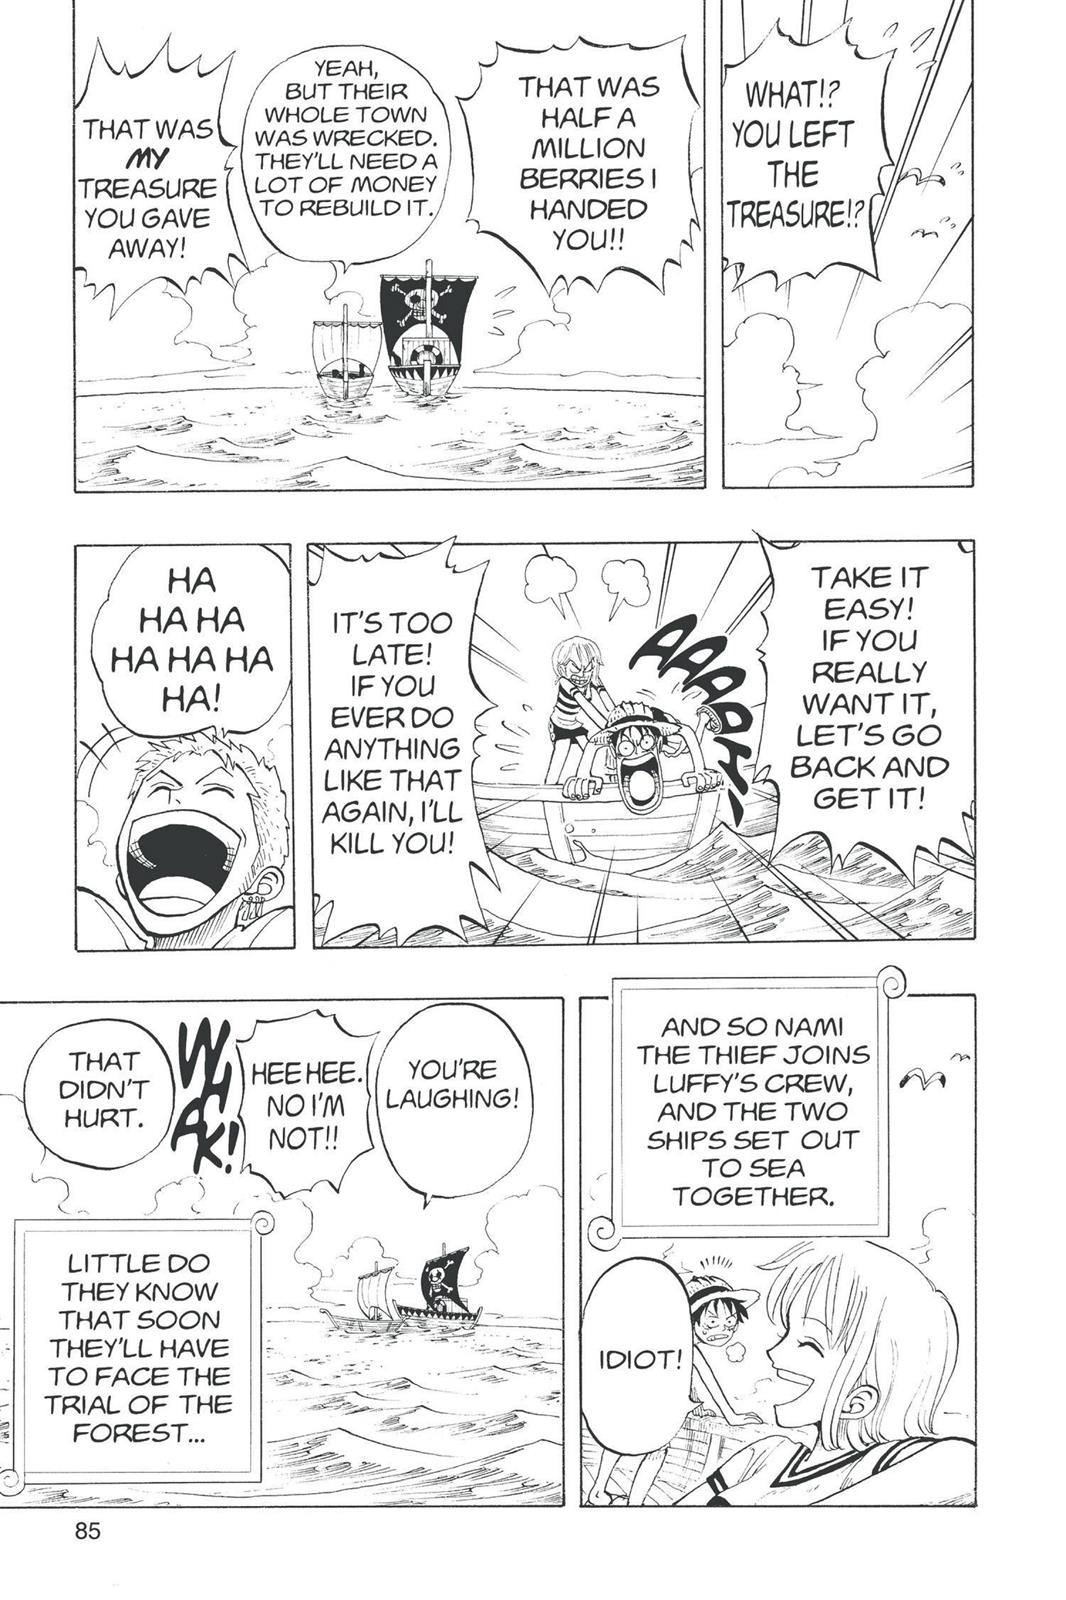 WHAT!?
YOU LEFT
THE
TREASURE!?
THAT WAS
HALF A
MILLION
BERRIES I
HANDED
YOU!!
YEAH,
BUT THEIR
WHOLE TOWN
WAS WRECKED.
THEY'LL NEED A
LOT OF MONEY
TO REBUILD IT.
THAT WAS
MY
TREASURE
YOU GAVE
AWAY!
TAKE IT
EASY!
IF YOU
REALLY
WANT IT,
LET'S GO
BACK AND
GET IT!
AAAAH!
IT'S TOO
LATE!
IF YOU
EVER DO
ANYTHING
LIKE THAT
AGAIN, I'LL
KILL YOU!
HA
HA HA
HA HA HA
HA!
AND SO NAMI
THE THIEF JOINS
LUFFY'S CREW,
AND THE TWO
SHIPS SET OUT
TO SEA
TOGETHER.
IDIOT!
YOU'RE
LAUGHING!
HEE HEE.
NO I'M
NOT!!
WHAK!
THAT
DIDN'T
HURT.
LITTLE DO
THEY KNOW
THAT SOON
THEY'LL HAVE
TO FACE THE
TRIAL OF THE
FOREST...
85